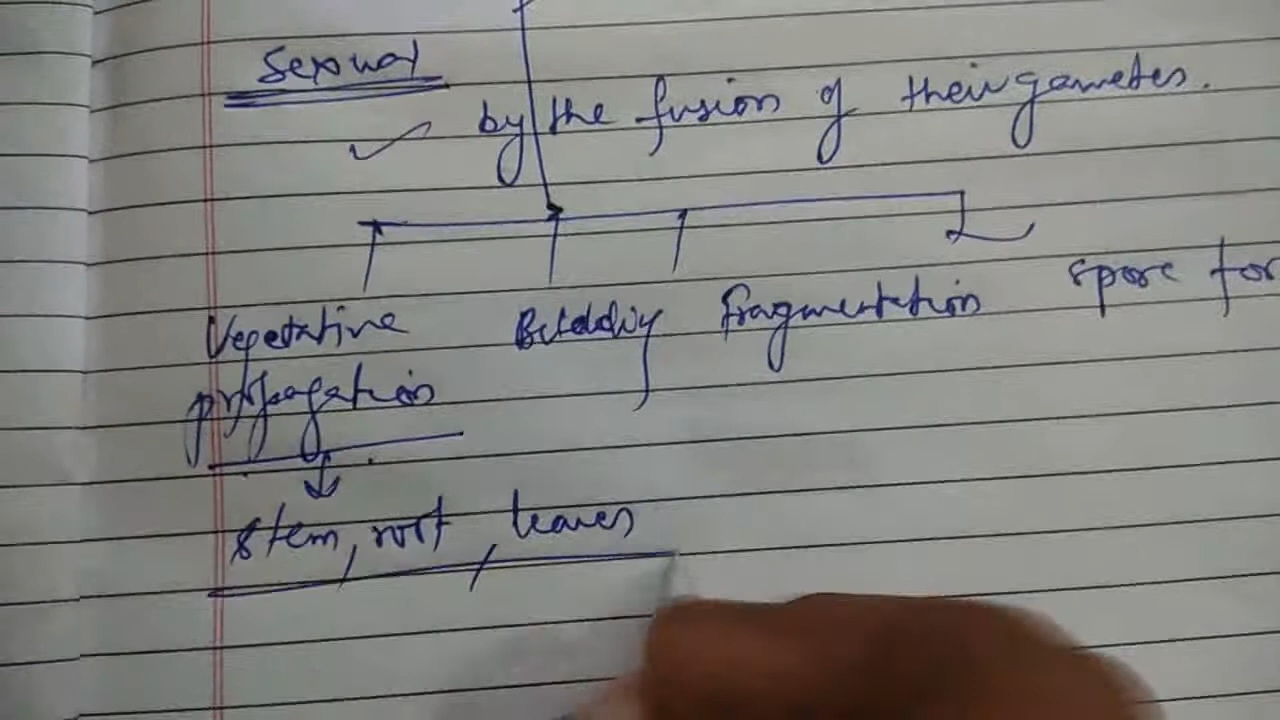 Sexual
by the fusion of their gametes.
Vegetative Budding fragmentation spore for
propagation
stem, root, leaves